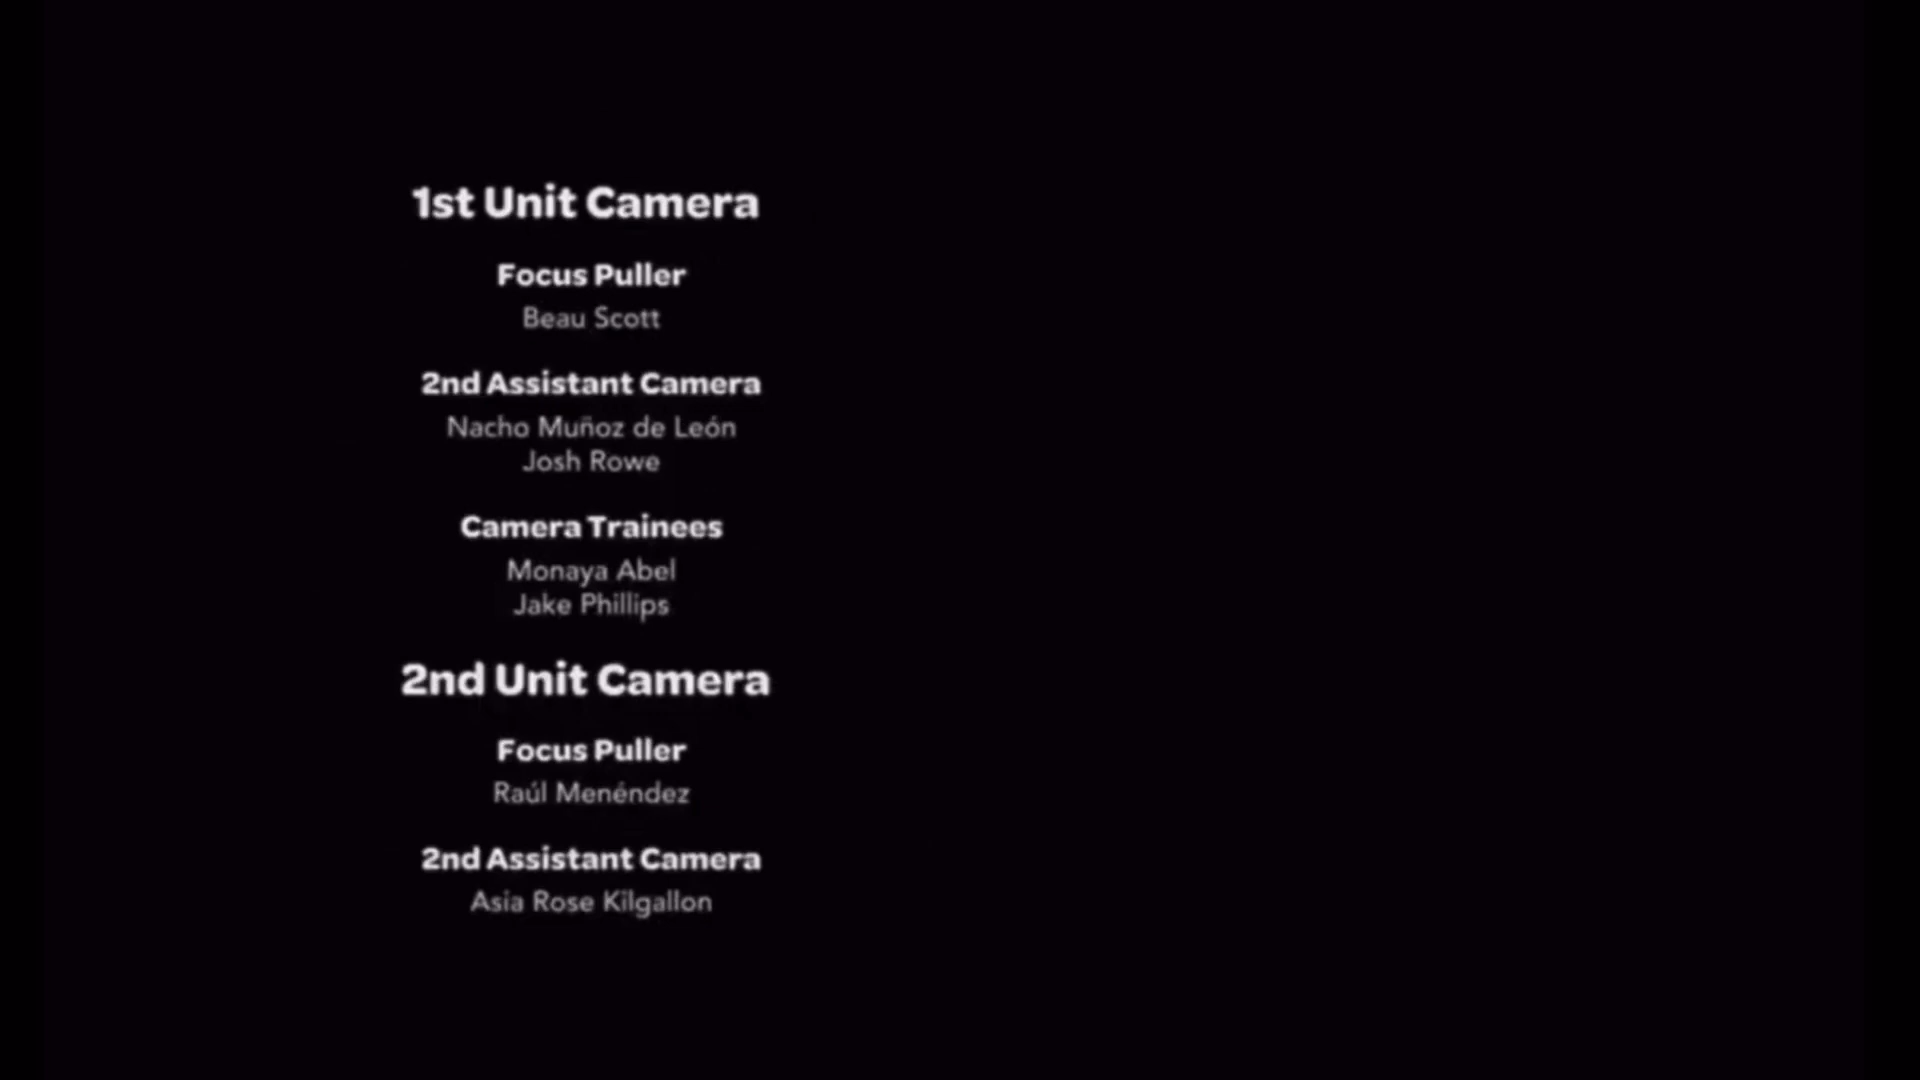 1st Unit Camera
Focus Puller
Beau Scott
2nd Assistant Camera
Nacho Muñoz de León
Josh Rowe
Camera Trainees
Monaya Abel
Jake Phillips
2nd Unit Camera
Focus Puller
Raúl Menéndez
2nd Assistant Camera
Asia Rose Kilgallon